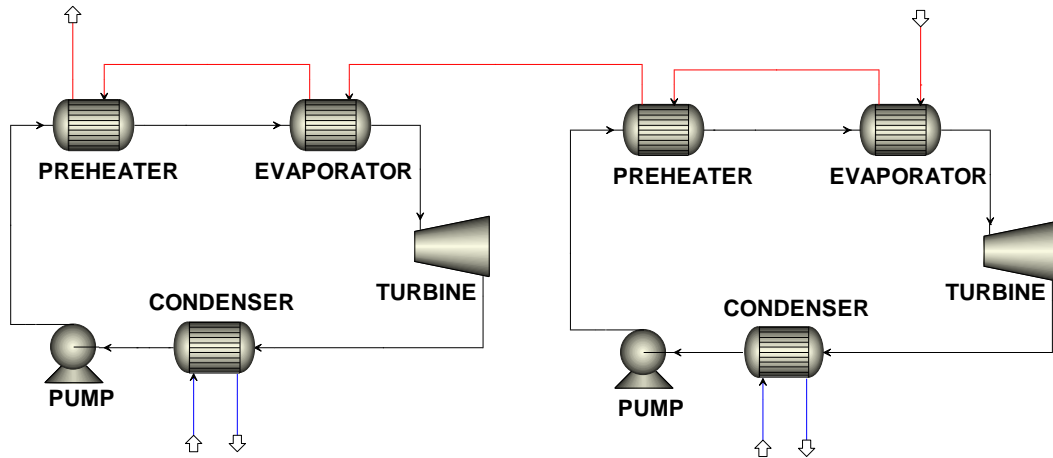 PREHEATER
EVAPORATOR
TURBINE
CONDENSER
PUMP
PREHEATER
EVAPORATOR
TURBINE
CONDENSER
PUMP